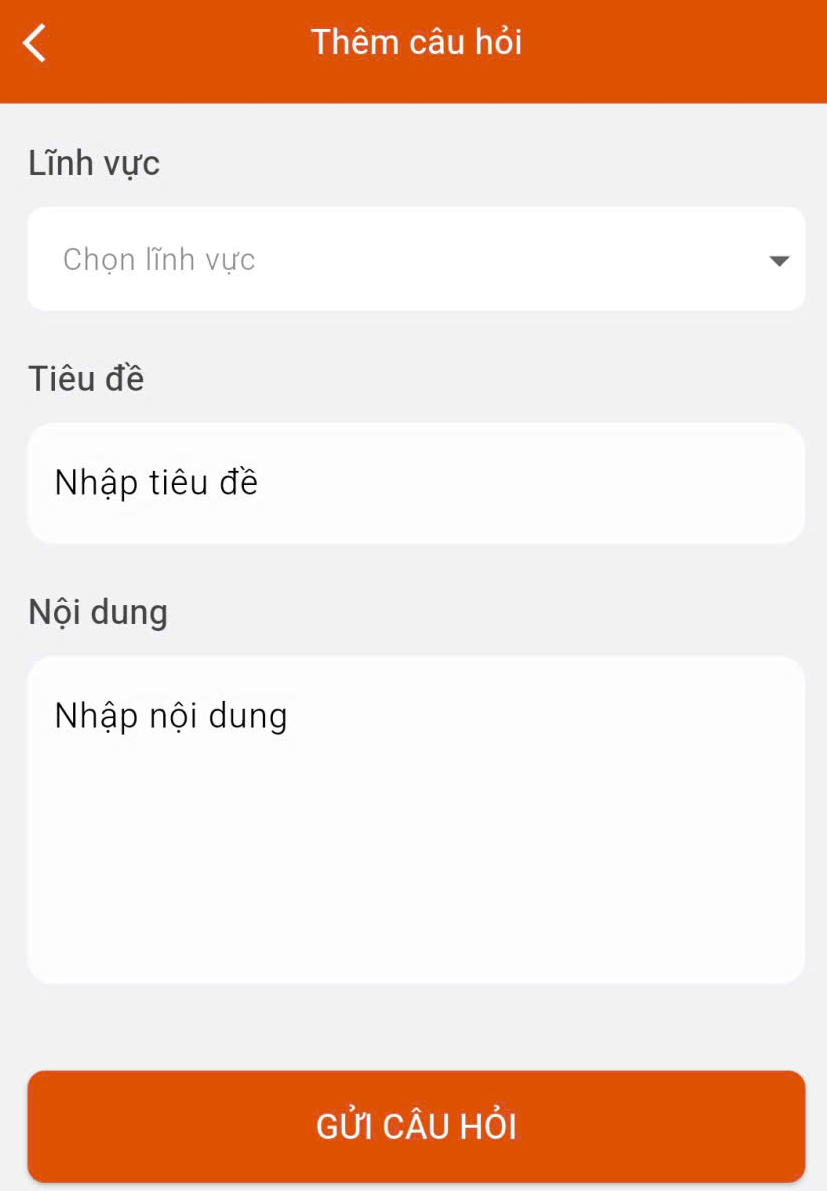 Thêm câu hỏi
Lĩnh vực
Chọn lĩnh vực
Tiêu đề
Nhập tiêu đề
Nội dung
Nhập nội dung
GỬI CÂU HỎI